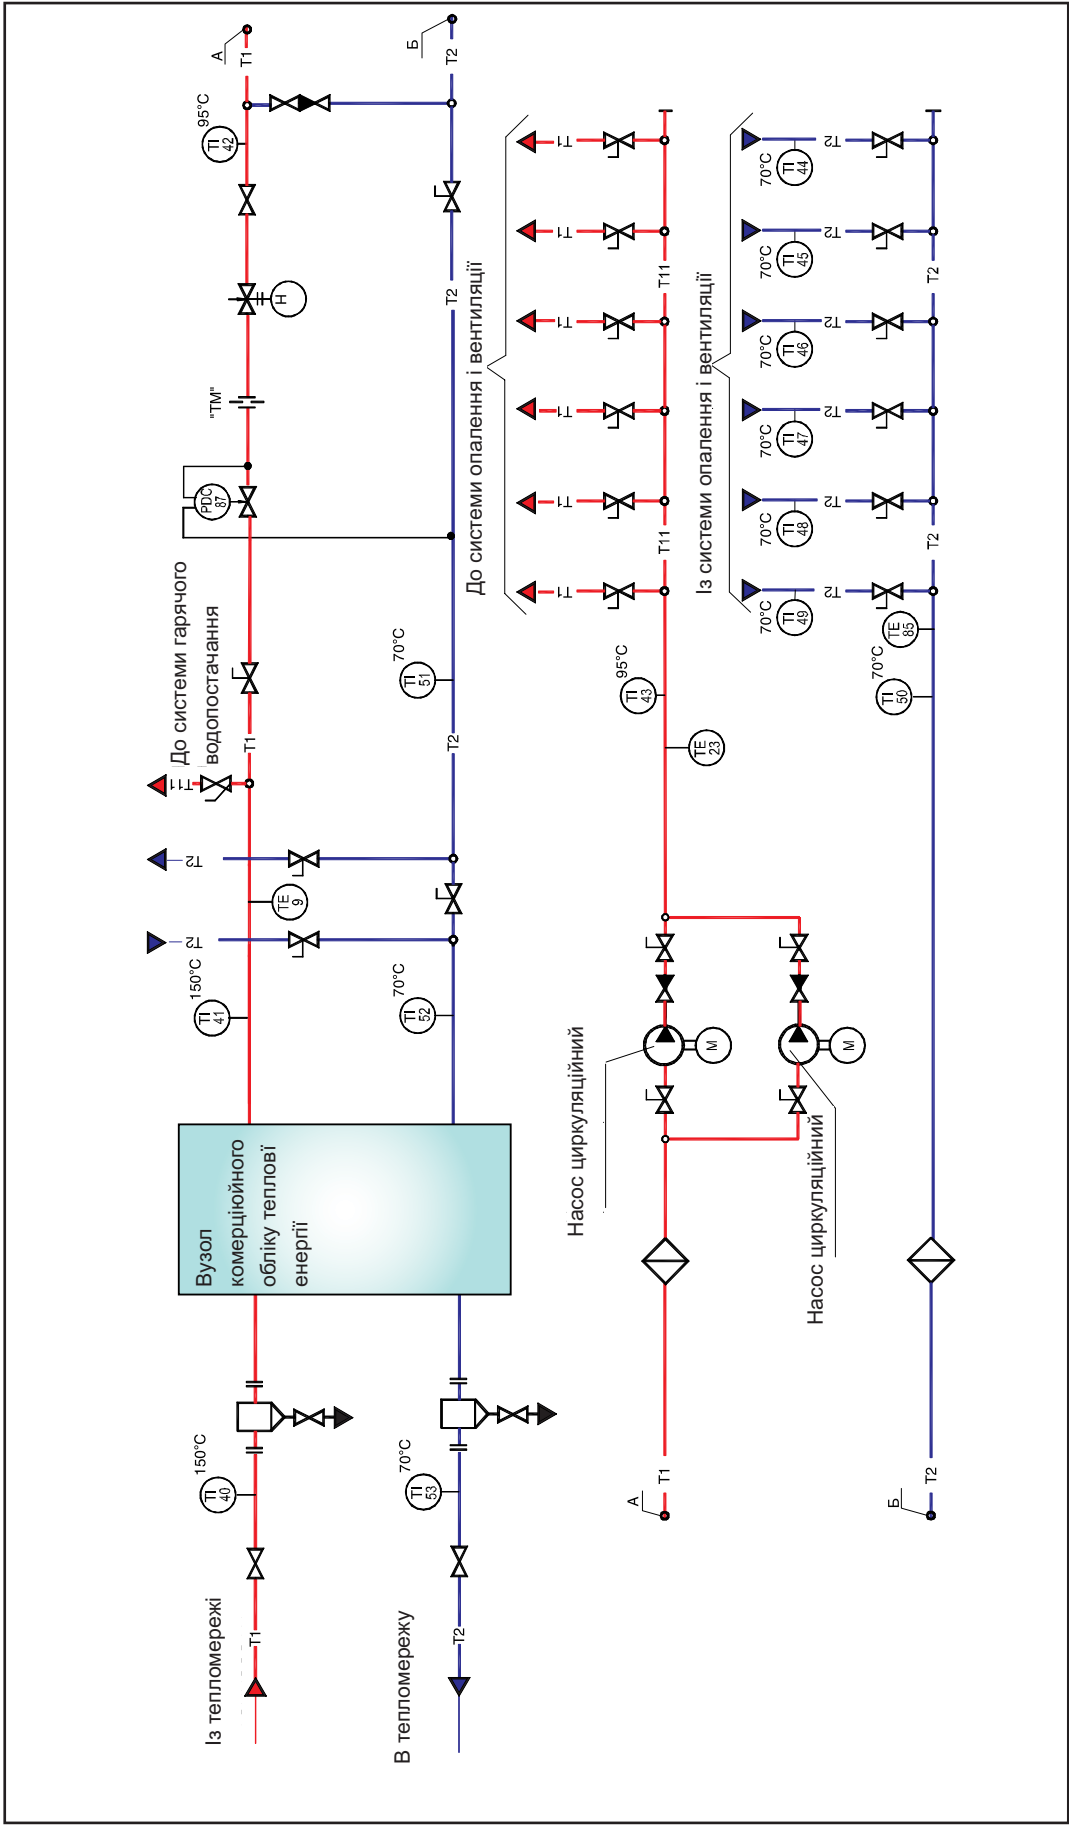 Із тепломережі
T1
TI
40
150°C
В тепломережу
T2
TI
53
70°C
Вузол
комерціюйного
обліку теплові
енергії
TI
41
150°C
TI
52
70°C
T2
T2
TE
9
T11
До системи гарячого
водопостачання
T1
T2
TI
51
70°C
PDC
87
"ТМ"
H
T2
TI
42
95°C
T1
А
T2
Б
А
T1
Б
T2
Насос циркуляційний
М
Насос циркуляційний
М
TE
23
TI
43
95°C
До системи опалення і вентиляції
T1
T1
T1
T1
T1
T1
T11
T11
Із системи опалення і вентиляції
TI
50
70°C
TE
85
70°C
TI
49
T2
70°C
TI
48
T2
70°C
TI
47
T2
70°C
TI
46
T2
70°C
TI
45
T2
70°C
TI
44
T2
T2
T2